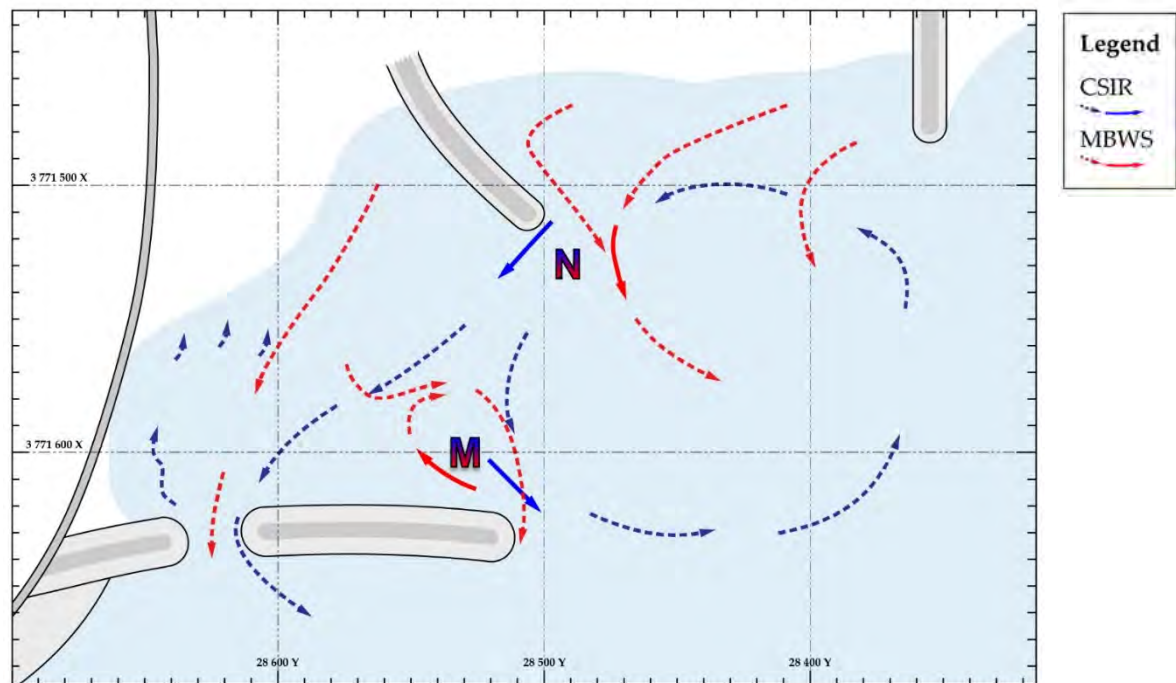 Legend
CSIR
MBWS
3 771 500 X
N
M
3 771 600 X
28 600 Y
28 500 Y
28 400 Y